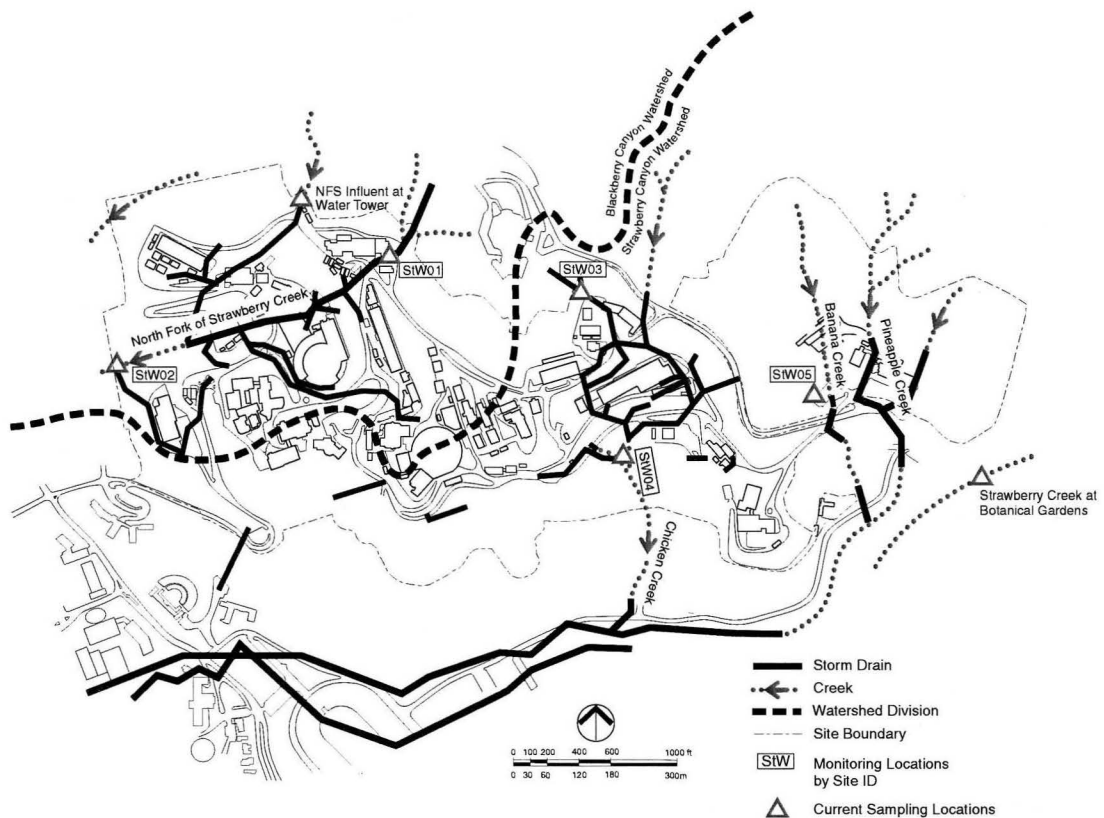 Blackberry Canyon Watershed
Strawberry Canyon Watershed
NFS Influent at
Water Tower
StW01
StW03
North Fork of Strawberry Creek
Banana Creek
Pineapple Creek
StW02
StW05
StW04
Strawberry Creek at
Botanical Gardens
Chicken Creek
Storm Drain
Creek
Watershed Division
Site Boundary
StW
Monitoring Locations
by Site ID
Current Sampling Locations
0 100 200 400 600 1000 ft
0 30 60 120 180 300m